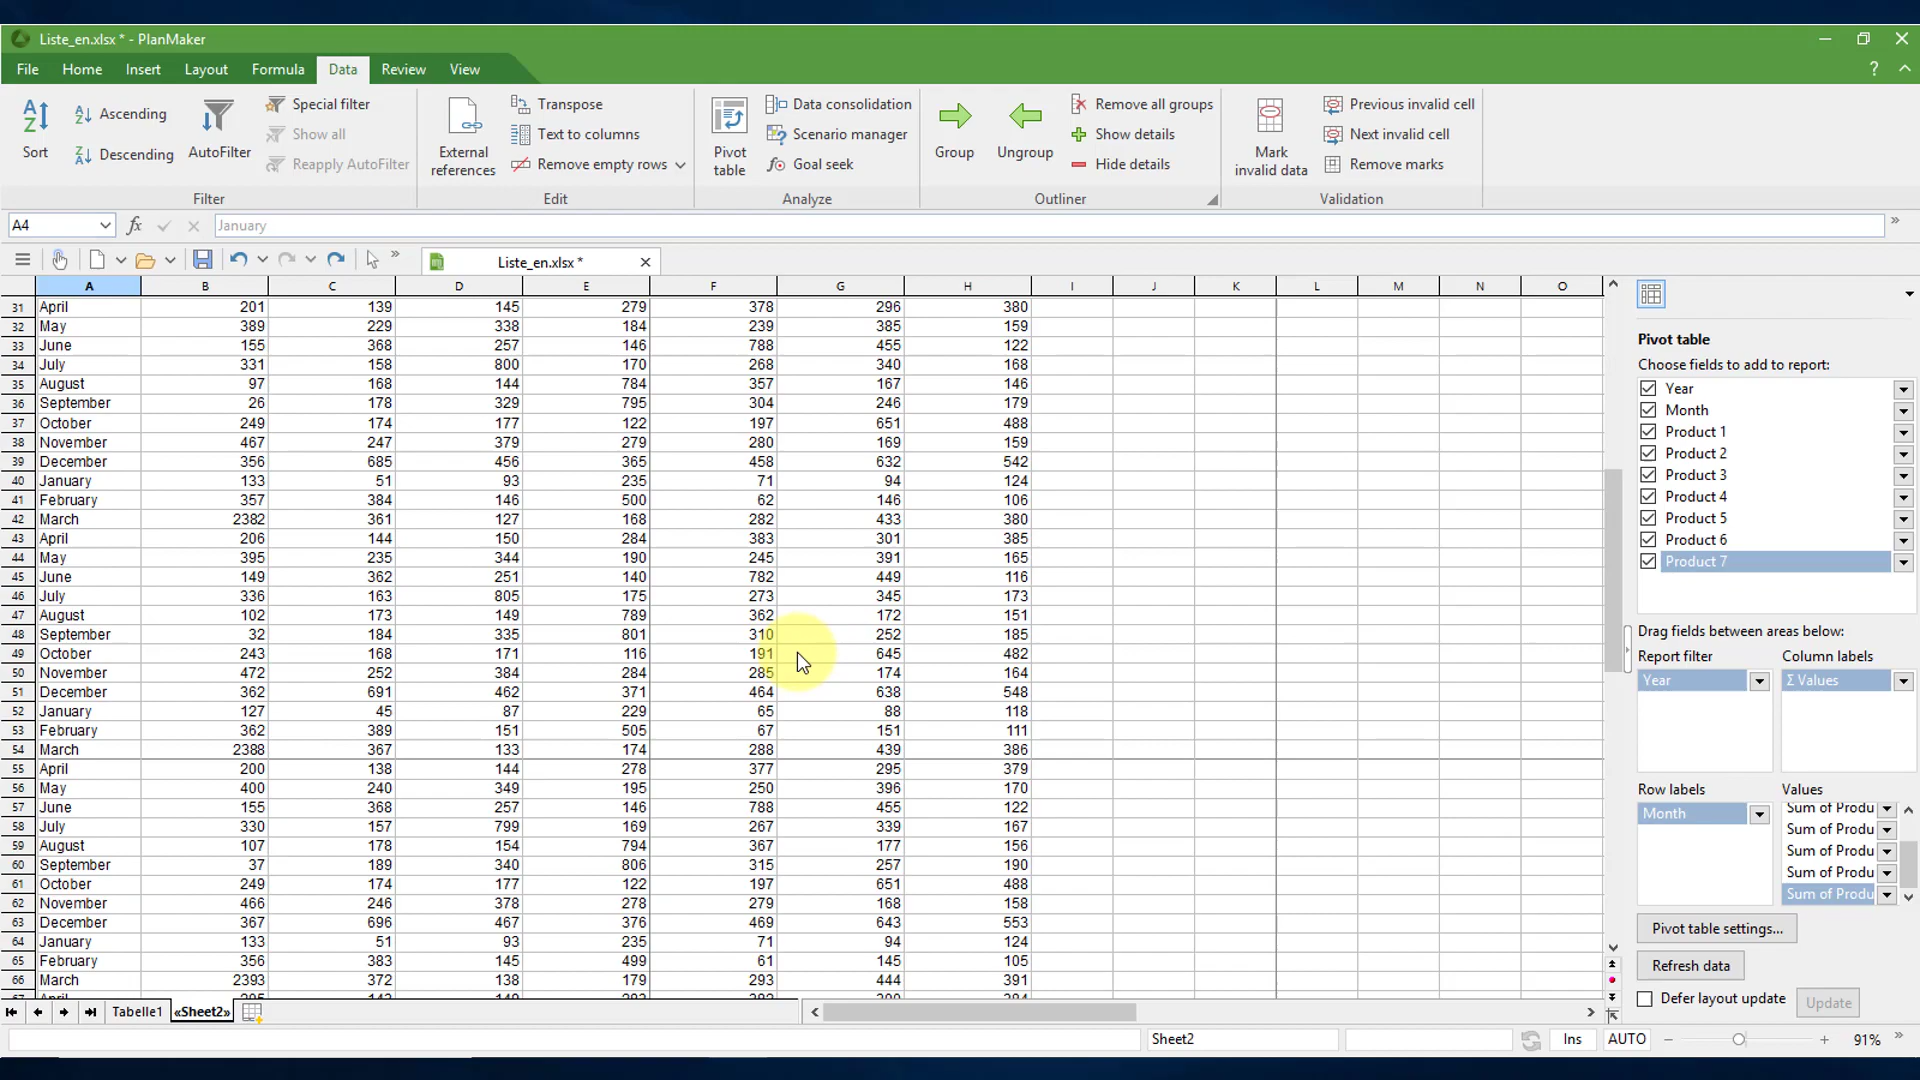 Liste_en.xlsx * - PlanMaker
File Home Insert Layout Formula Data Review View ?
Sort
Ascending
Descending
AutoFilter
Special filter
Show all
Reapply AutoFilter
Filter
External references
Transpose
Text to columns
Remove empty rows
Edit
Pivot table
Data consolidation
Scenario manager
Goal seek
Analyze
Group
Ungroup
Remove all groups
Show details
Hide details
Outliner
Mark invalid data
Previous invalid cell
Next invalid cell
Remove marks
Validation
A4 fx January
Liste_en.xlsx *
A B C D E F G H I J K L M N O
31 April 201 139 145 279 378 296 380
32 May 389 229 338 184 239 385 159
33 June 155 368 257 146 788 455 122
34 July 331 158 800 170 268 340 168
35 August 97 168 144 784 357 167 146
36 September 26 178 329 795 304 246 179
37 October 249 174 177 122 197 651 488
38 November 467 247 379 279 280 169 159
39 December 356 685 456 365 458 632 542
40 January 133 51 93 235 71 94 124
41 February 357 384 146 500 62 146 106
42 March 2382 361 127 168 282 433 380
43 April 206 144 150 284 383 301 385
44 May 395 235 344 190 245 391 165
45 June 149 362 251 140 782 449 116
46 July 336 163 805 175 273 345 173
47 August 102 173 149 789 362 172 151
48 September 32 184 335 801 310 252 185
49 October 243 168 171 116 191 645 482
50 November 472 252 384 284 285 174 164
51 December 362 691 462 371 464 638 548
52 January 127 45 87 229 65 88 118
53 February 362 389 151 505 67 151 111
54 March 2388 367 133 174 288 439 386
55 April 200 138 144 278 377 295 379
56 May 400 240 349 195 250 396 170
57 June 155 368 257 146 788 455 122
58 July 330 157 799 169 267 339 167
59 August 107 178 154 794 367 177 156
60 September 37 189 340 806 315 257 190
61 October 249 174 177 122 197 651 488
62 November 466 246 378 278 279 168 158
63 December 367 696 467 376 469 643 553
64 January 133 51 93 235 71 94 124
65 February 356 383 145 499 61 145 105
66 March 2393 372 138 179 293 444 391
Pivot table
Choose fields to add to report:
Year
Month
Product 1
Product 2
Product 3
Product 4
Product 5
Product 6
Product 7
Drag fields between areas below:
Report filter Column labels
Year Σ Values
Row labels Values
Month Sum of Produ
Sum of Produ
Sum of Produ
Sum of Produ
Sum of Produ
Pivot table settings...
Refresh data
Defer layout update Update
Tabelle1 «Sheet2»
Sheet2 Ins AUTO 91%